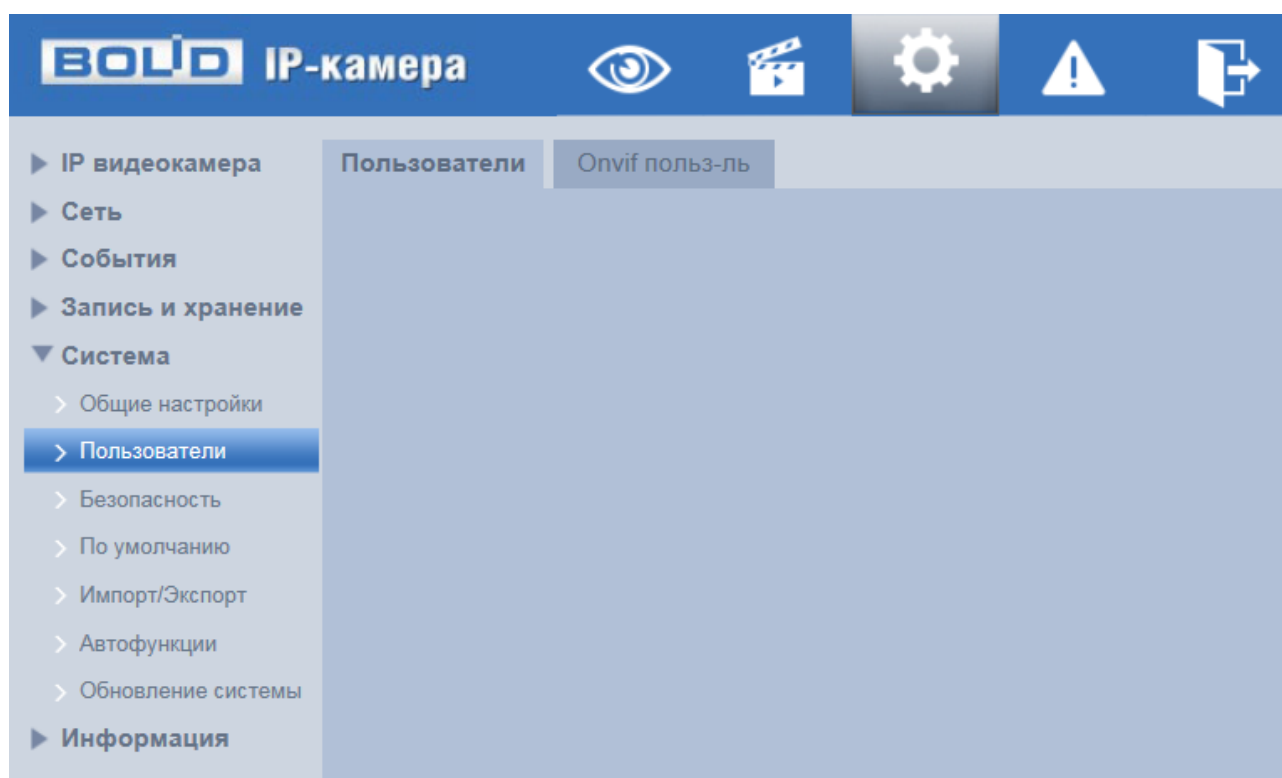 BOLID IP-камера
IP видеокамера
Сеть
События
Запись и хранение
Система
Общие настройки
Пользователи
Безопасность
По умолчанию
Импорт/Экспорт
Автофункции
Обновление системы
Информация
Пользователи
Onvif польз-ль